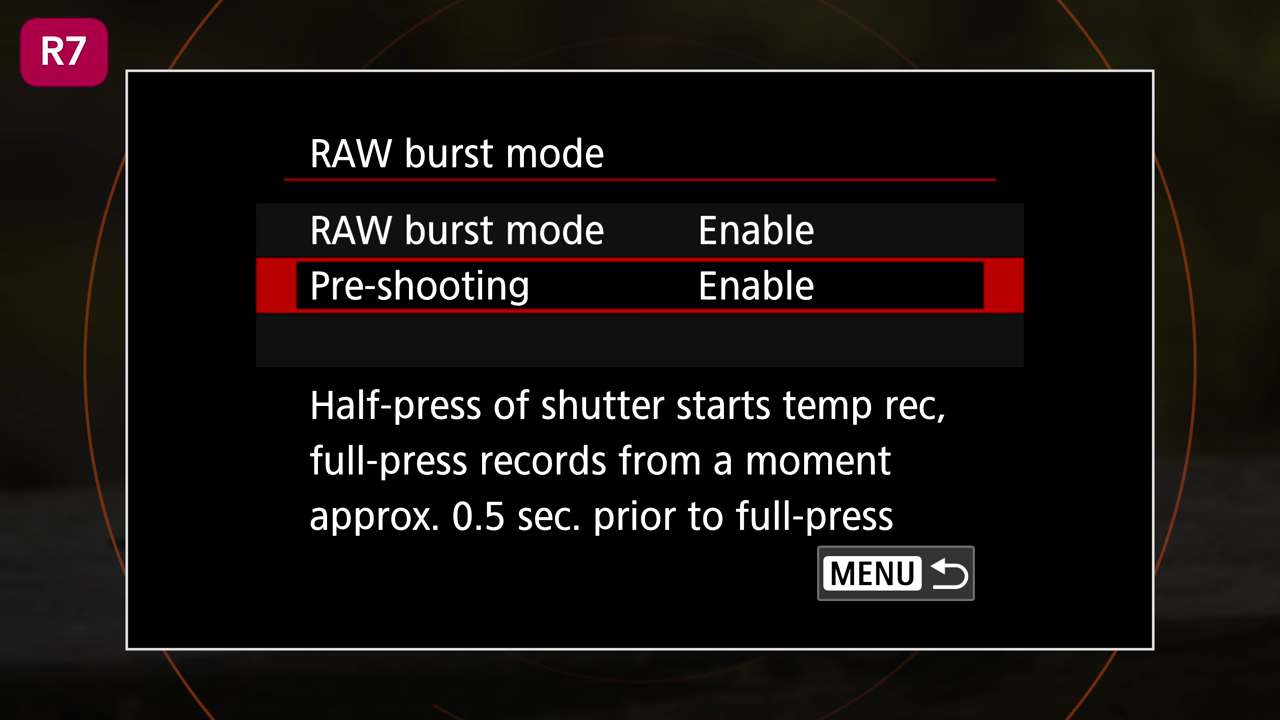 R7
RAW burst mode
RAW burst mode Enable
Pre-shooting Enable
Half-press of shutter starts temp rec,
full-press records from a moment
approx. 0.5 sec. prior to full-press
MENU